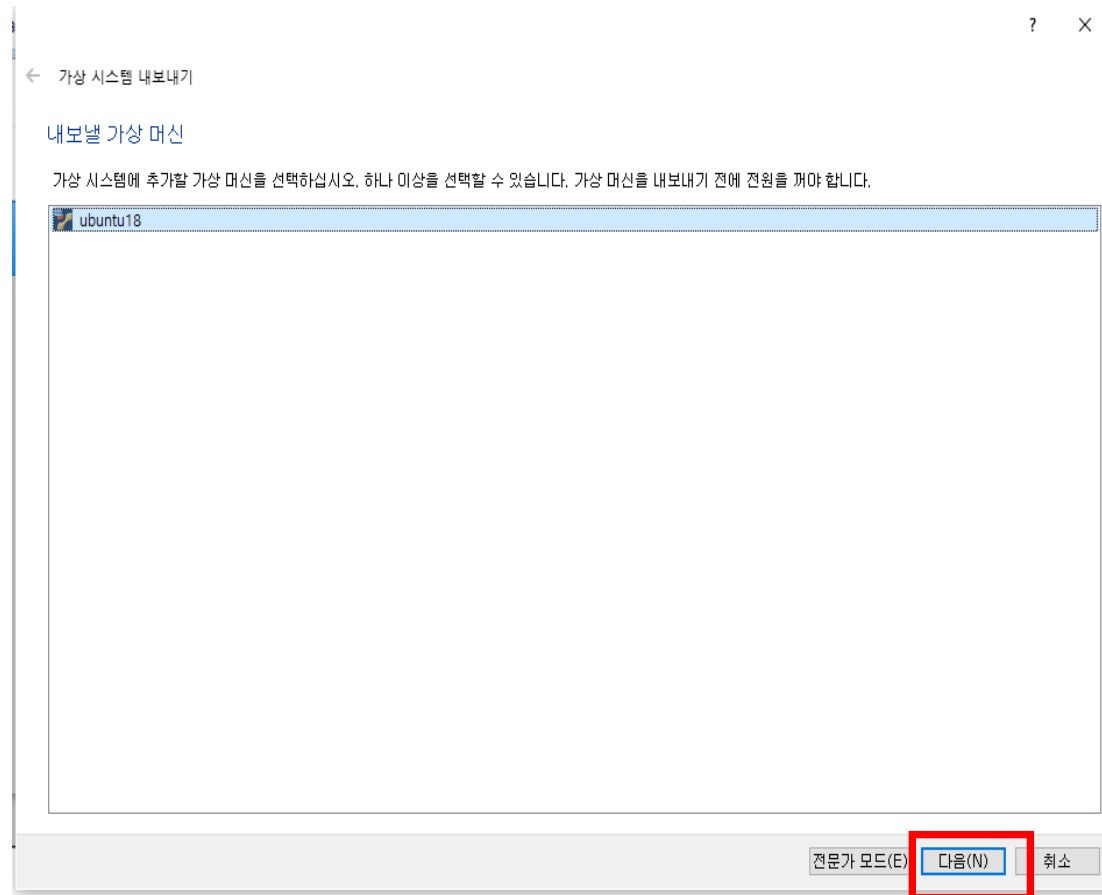 ?
가상 시스템 내보내기
내보낼 가상 머신
가상 시스템에 추가할 가상 머신을 선택하십시오. 하나 이상을 선택할 수 있습니다. 가상 머신을 내보내기 전에 전원을 꺼야 합니다.
ubuntu18
전문가 모드(E) 다음(N) 취소